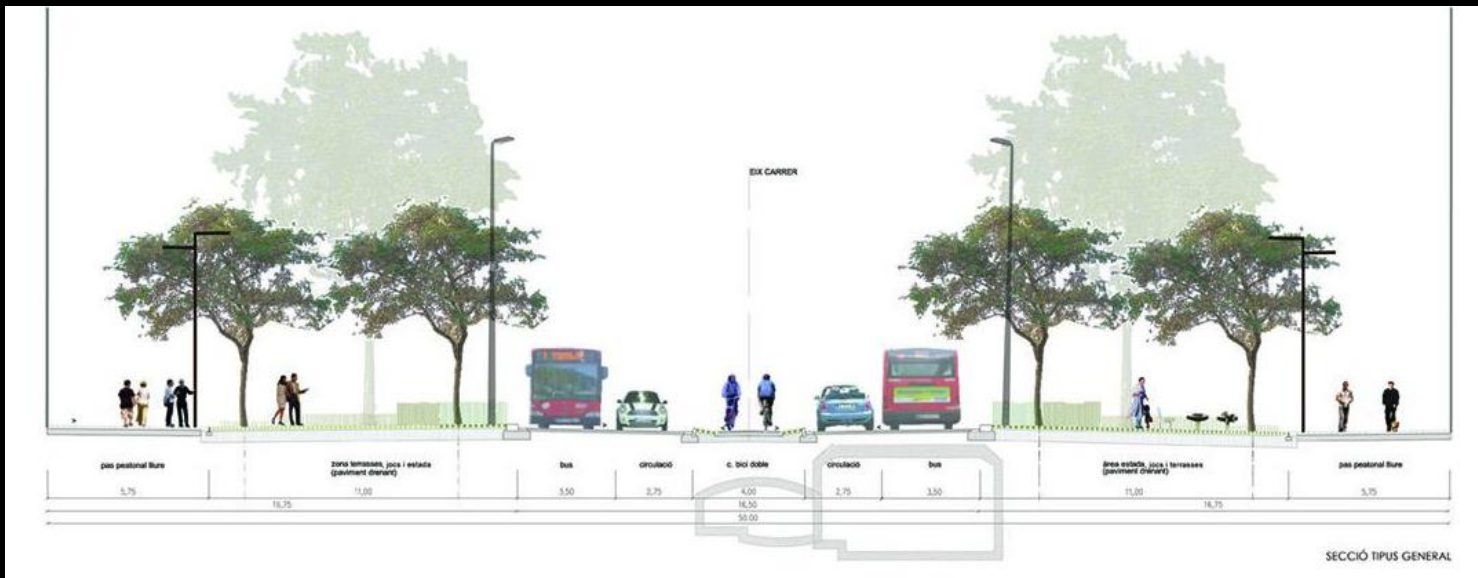 EIX CARRER
pas peatonal lliure
zona terrasses, jocs i estada
(paviment drenant)
bus
circulació
c. bici doble
circulació
bus
àrea estada, jocs i terrasses
(paviment drenant)
pas peatonal lliure
5,75
11,00
3,50
2,75
4,00
2,75
3,50
11,00
5,75
16,75
16,50
16,75
50.00
SECCIÓ TIPUS GENERAL